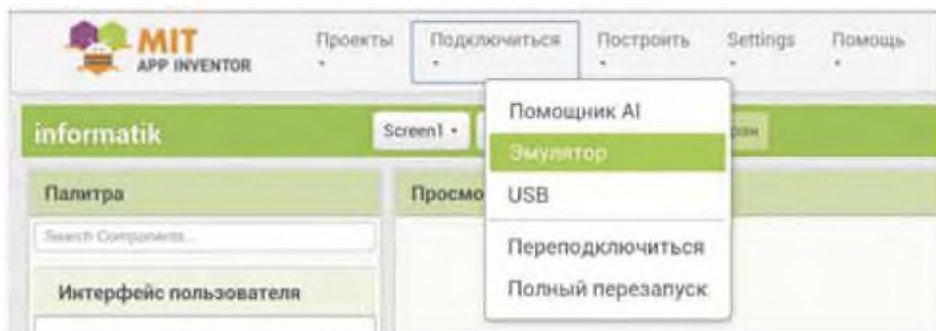 MIT
APP INVENTOR
Проекты Подключиться Построить Settings Помощь
informatik Screen1
Помощник AI
Эмулятор
USB
Переподключиться
Полный перезапуск
Палитра
Просмо
Search Components...
Интерфейс пользователя